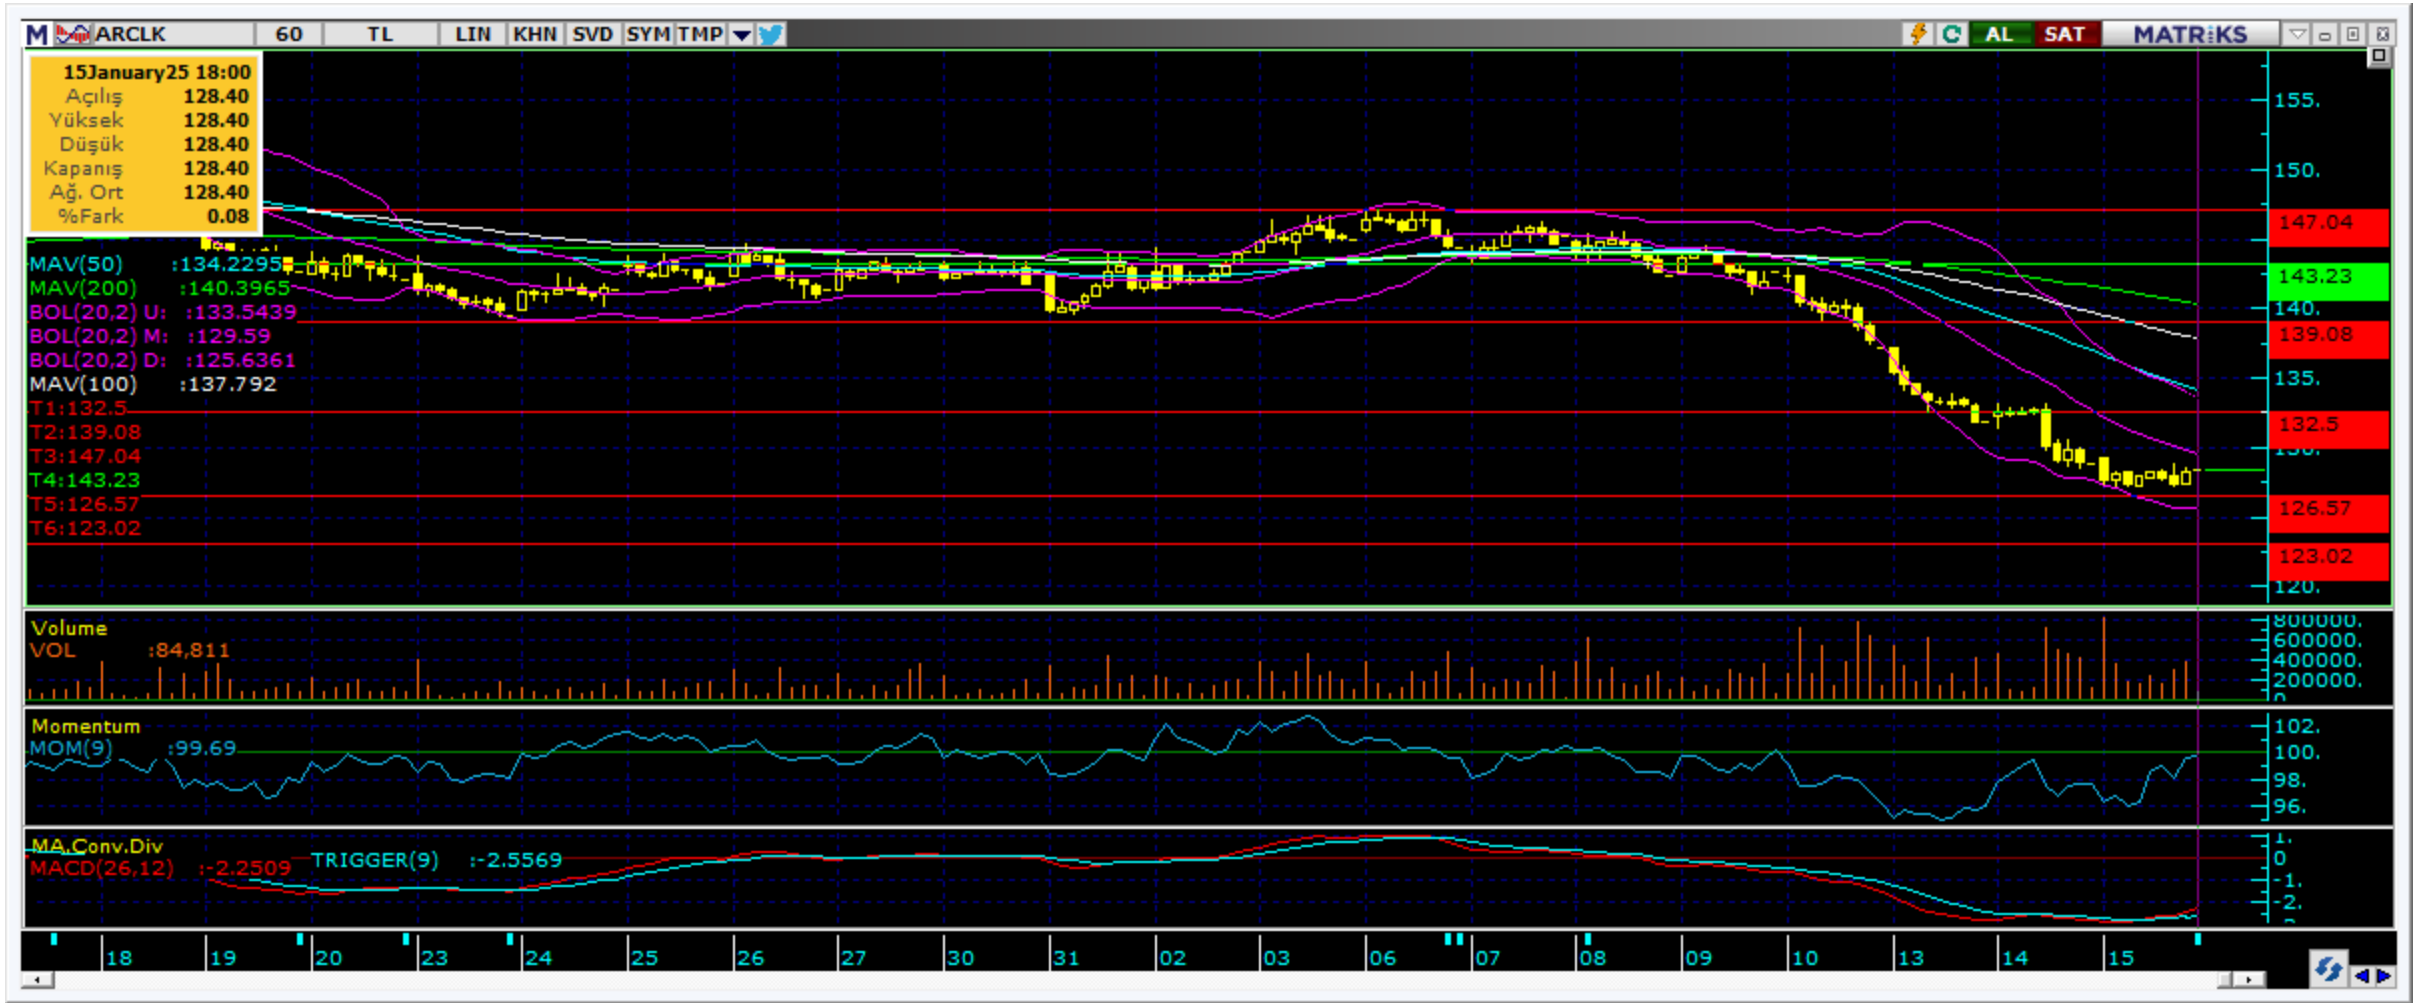 M ARCLK 60 TL LIN KHN SVD SYM TMP AL SAT MATRiKS
15January25 18:00
Açılış 128.40
Yüksek 128.40
Düşük 128.40
Kapanış 128.40
Ağ. Ort 128.40
%Fark 0.08
MAV(50) :134.2295
MAV(200) :140.3965
BOL(20,2) U: :133.5439
BOL(20,2) M: :129.59
BOL(20,2) D: :125.6361
MAV(100) :137.792
T1:132.5
T2:139.08
T3:147.04
T4:143.23
T5:126.57
T6:123.02
155.
150.
147.04
143.23
140.
139.08
135.
132.5
130.
126.57
123.02
120.
Volume
VOL :84,811
800000.
600000.
400000.
200000.
0
Momentum
MOM(9) :99.69
102.
100.
98.
96.
MA.Conv.Div
MACD(26,12) :-2.2509 TRIGGER(9) :-2.5569
1.
0
-1.
-2.
18 19 20 23 24 25 26 27 30 31 02 03 06 07 08 09 10 13 14 15